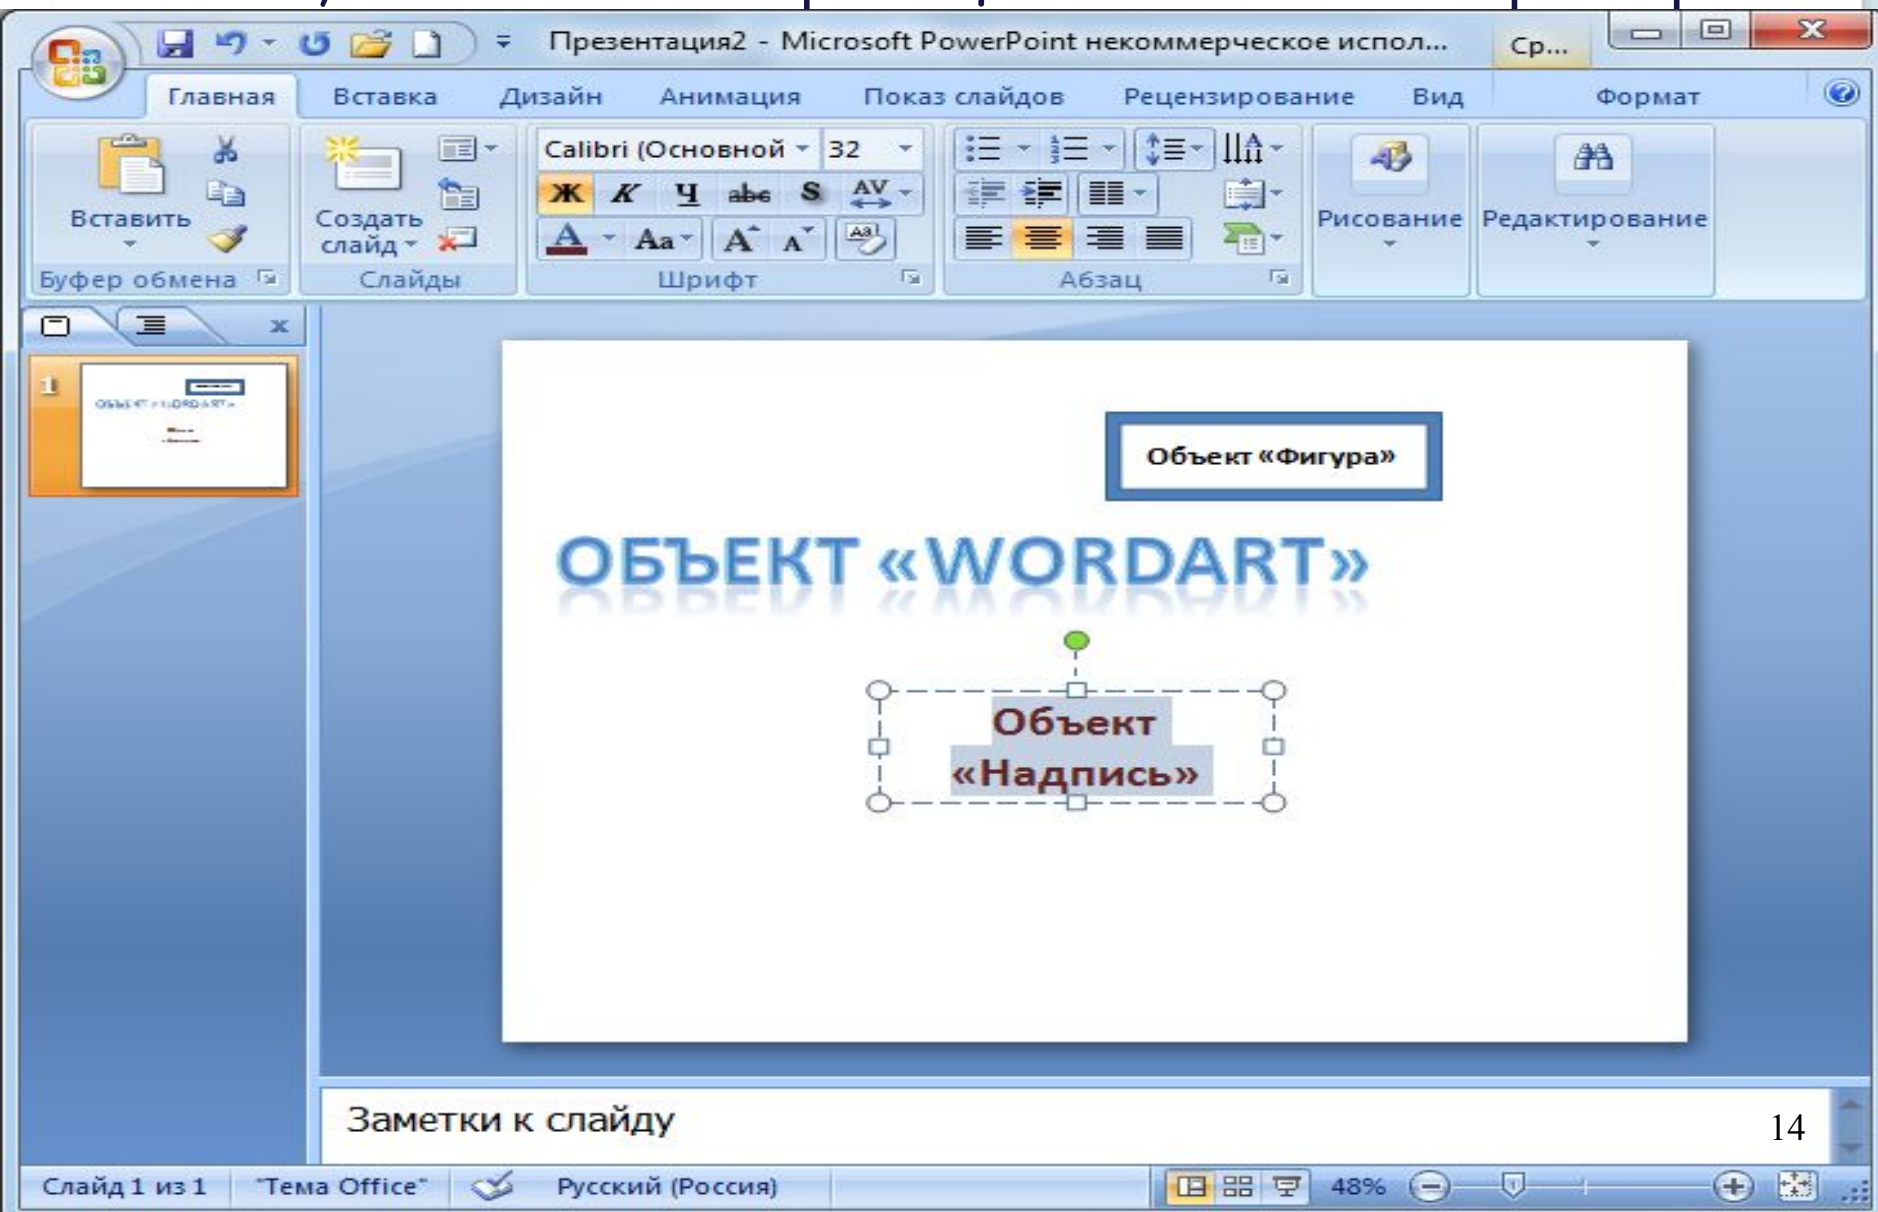 Презентация2 - Microsoft PowerPoint некоммерческое испол...
Ср...
Главная Вставка Дизайн Анимация Показ слайдов Рецензирование Вид Формат
Calibri (Основной 32
Ж К Ч abc S AV
A Aa A A Aa
Вставить
Создать слайд
Рисование
Редактирование
Буфер обмена
Слайды
Шрифт
Абзац
1
Объект «Фигура»
ОБЪЕКТ «WORDART»
Объект
«Надпись»
Заметки к слайду
14
Слайд 1 из 1 "Тема Office" Русский (Россия) 48%